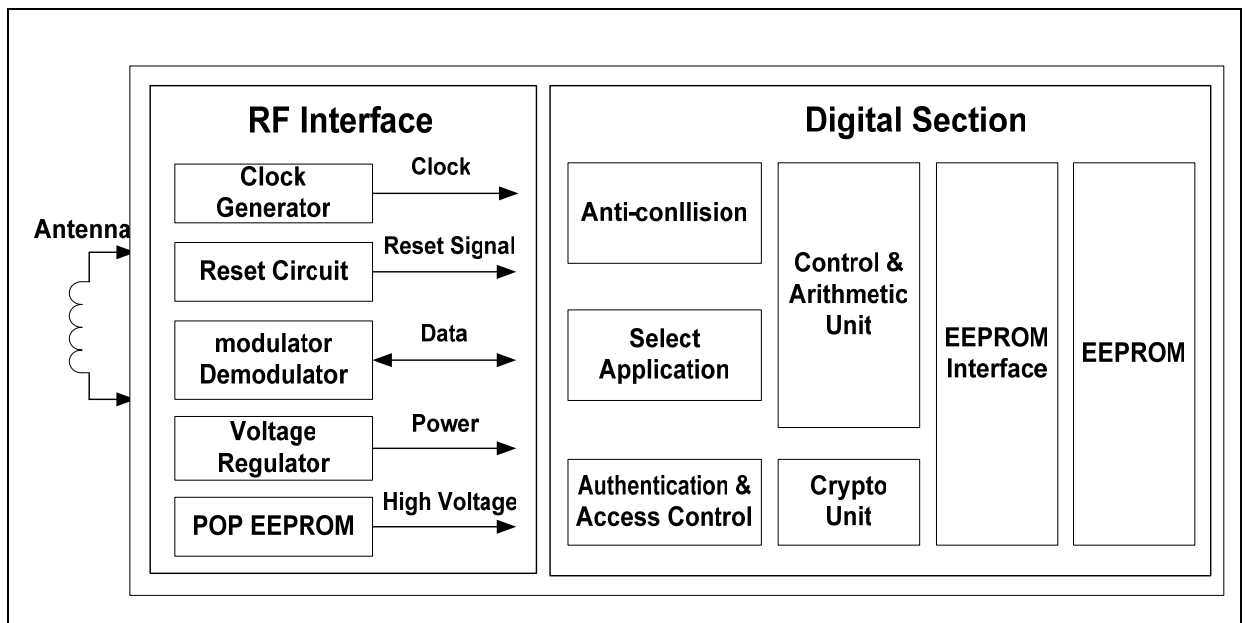 RF Interface
Clock
Generator
Clock
Reset Circuit
Reset Signal
modulator
Demodulator
Data
Voltage
Regulator
Power
POP EEPROM
High Voltage
Antenna
Digital Section
Anti-conllision
Select
Application
Authentication &
Access Control
Control &
Arithmetic
Unit
Crypto
Unit
EEPROM
Interface
EEPROM